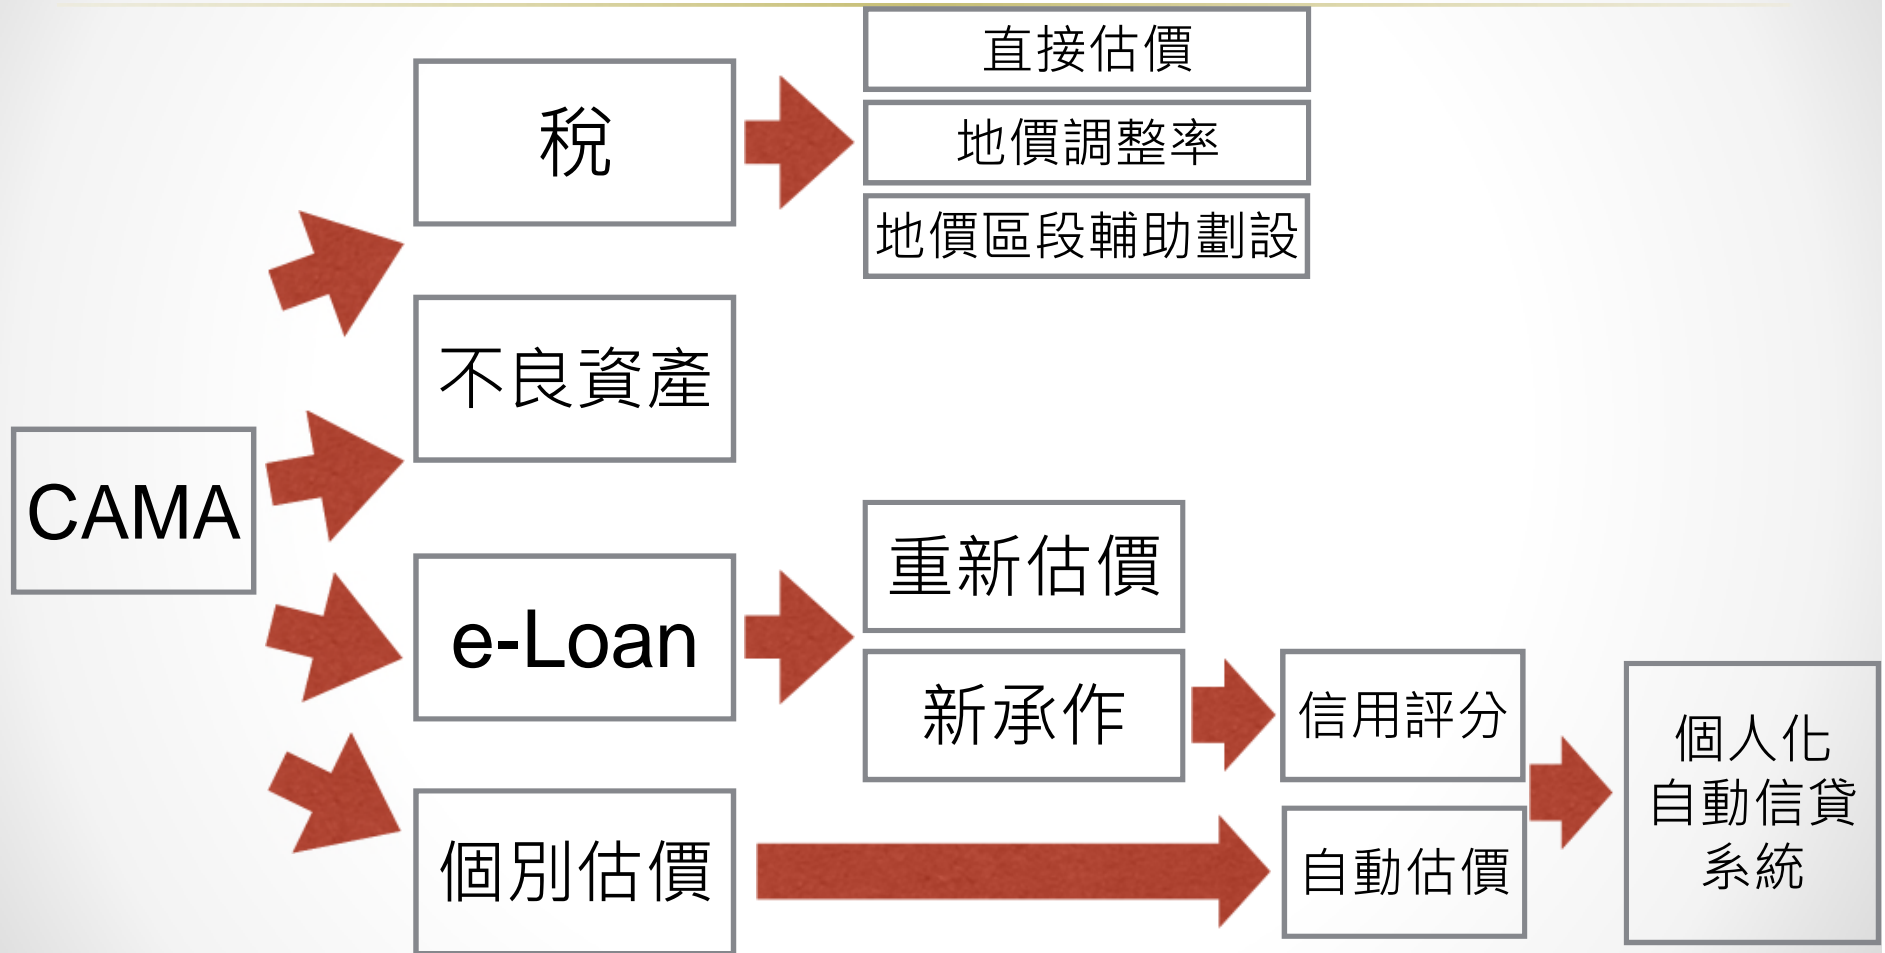 CAMA
稅
直接估價
地價調整率
地價區段輔助劃設
不良資產
e-Loan
重新估價
新承作
信用評分
個別估價
自動估價
個人化
自動信貸
系統